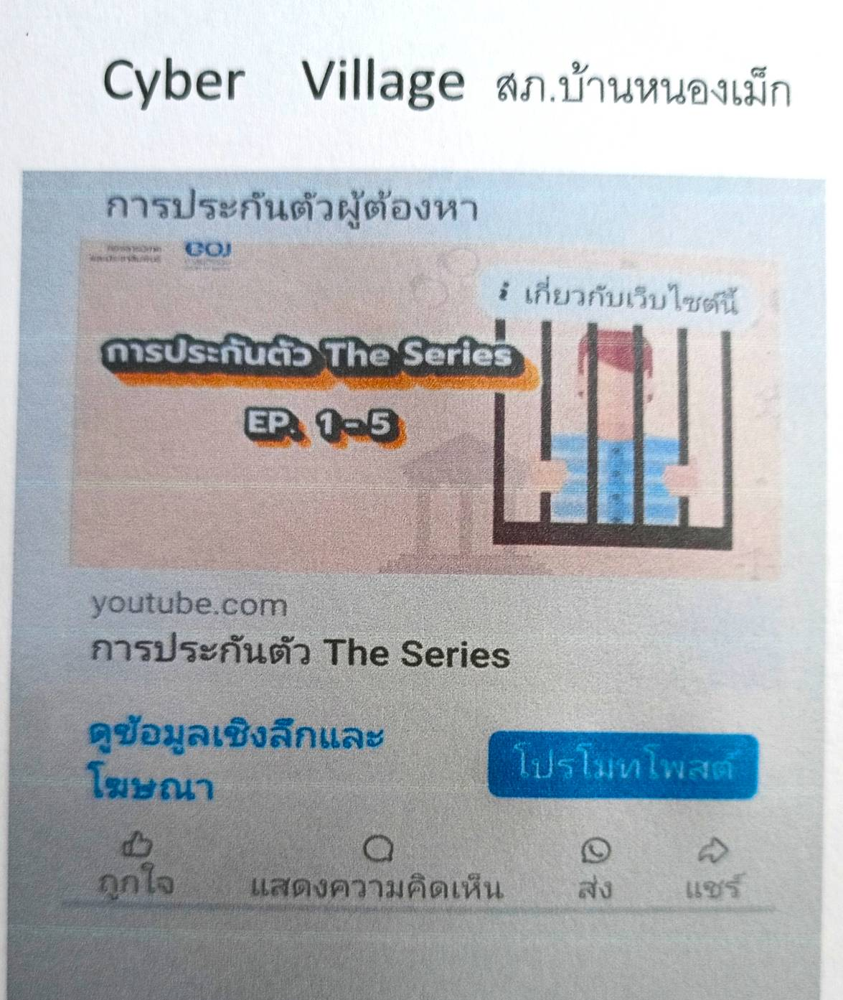 Cyber Village สภ.บ้านหนองเม็ก
การประกันตัวผู้ต้องหา
COJ
i เกี่ยวกับเว็บไซต์นี้
การประกันตัว The Series
EP. 1 - 5
youtube.com
การประกันตัว The Series
ดูข้อมูลเชิงลึกและ
โฆษณา
โปรโมทโพสต์
ถูกใจ
แสดงความคิดเห็น
ส่ง
แชร์